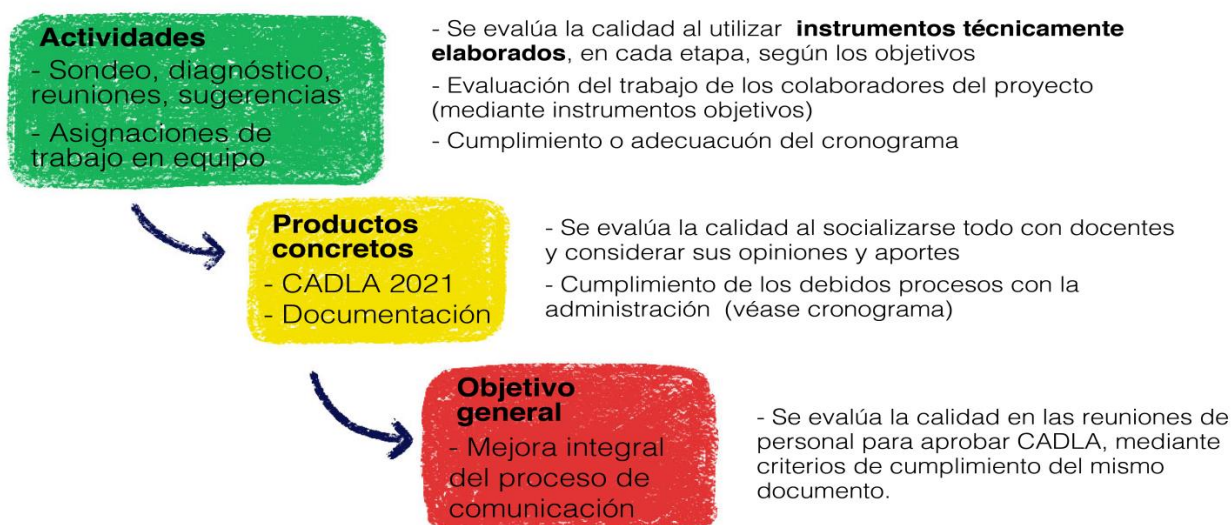 Actividades
- Sondeo, diagnóstico,
reuniones, sugerencias
- Asignaciones de
trabajo en equipo
- Se evalúa la calidad al utilizar instrumentos técnicamente
elaborados, en cada etapa, según los objetivos
- Evaluación del trabajo de los colaboradores del proyecto
(mediante instrumentos objetivos)
- Cumplimiento o adecuacuón del cronograma
Productos
concretos
- CADLA 2021
- Documentación
- Se evalúa la calidad al socializarse todo con docentes
y considerar sus opiniones y aportes
- Cumplimiento de los debidos procesos con la
administración (véase cronograma)
Objetivo
general
- Mejora integral
del proceso de
comunicación
- Se evalúa la calidad en las reuniones de
personal para aprobar CADLA, mediante
criterios de cumplimiento del mismo
documento.